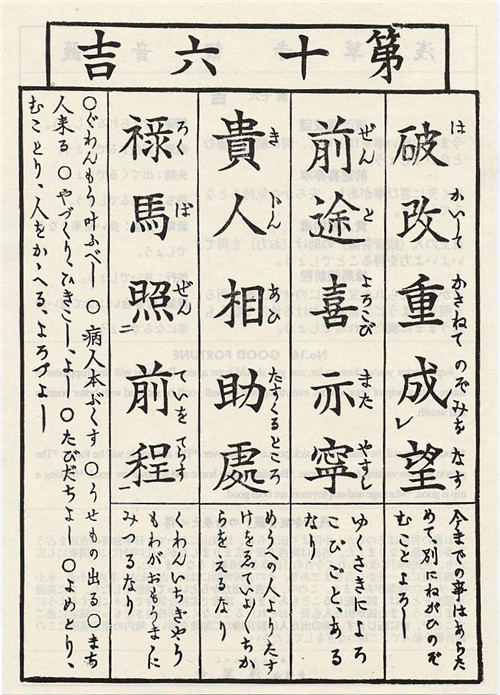 第十六吉
破改重成レ望
は かいして かさねて のぞみを なす
今までの事はあらた
めて別にねがひのぞ
むことよろし
前途喜亦寧
ぜん と よろこび また やすし
ゆくさきによろ
こびごとある
なり
貴人相助處
き にん あひ たすくる ところ
めうへの人よりたす
けをゑていよ〱ちか
らをえるなり
禄馬照二前程
ろく ば ぜん いを てらす
くわんいちぎやう
もわがおもふまゝに
みつるなり
○ぐわんもう叶ふべし ○病人本ぶくす ○うせもの出る ○まち
人来る ○やづくり、ひきこしよし ○たびだちよし ○よめとり、
むことり、人をかゝへる、よろづよし